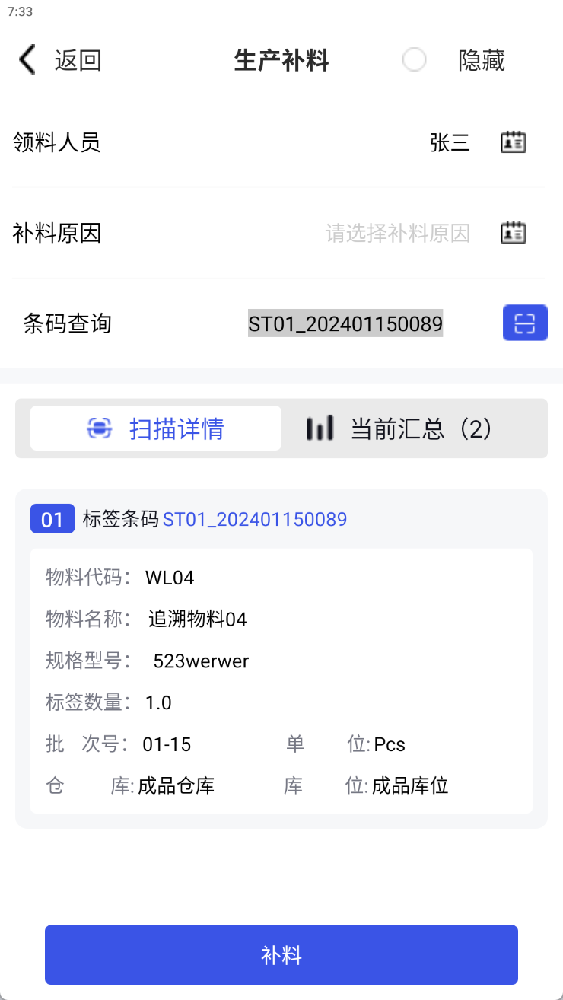 7:33
返回 生产补料 隐藏
领料人员 张三
补料原因 请选择补料原因
条码查询 ST01_202401150089
扫描详情 当前汇总（2）
01 标签条码 ST01_202401150089
物料代码： WL04
物料名称： 追溯物料04
规格型号： 523werwer
标签数量： 1.0
批 次号： 01-15 单 位: Pcs
仓 库: 成品仓库 库 位: 成品库位
补料